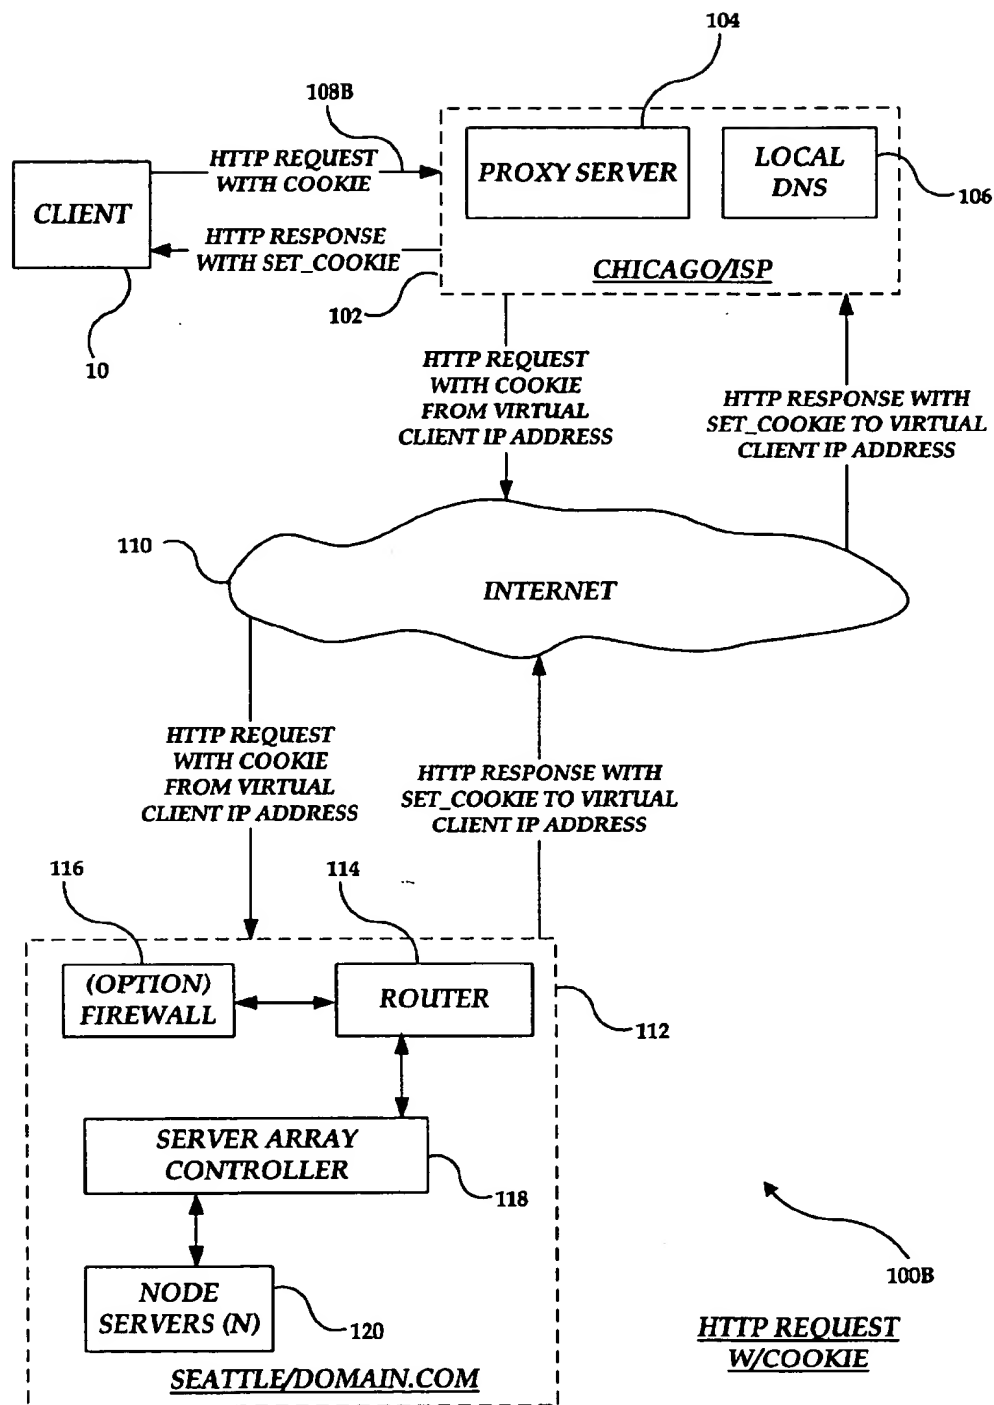 104
108B
HTTP REQUEST
WITH COOKIE
CLIENT
PROXY SERVER
LOCAL
DNS
106
HTTP RESPONSE
WITH SET_COOKIE
CHICAGO/ISP
102
10
HTTP REQUEST
WITH COOKIE
FROM VIRTUAL
CLIENT IP ADDRESS
HTTP RESPONSE WITH
SET_COOKIE TO VIRTUAL
CLIENT IP ADDRESS
110
INTERNET
HTTP REQUEST
WITH COOKIE
FROM VIRTUAL
CLIENT IP ADDRESS
HTTP RESPONSE WITH
SET_COOKIE TO VIRTUAL
CLIENT IP ADDRESS
116
114
(OPTION)
FIREWALL
ROUTER
112
SERVER ARRAY
CONTROLLER
118
NODE
SERVERS (N)
120
SEATTLE/DOMAIN.COM
100B
HTTP REQUEST
W/COOKIE